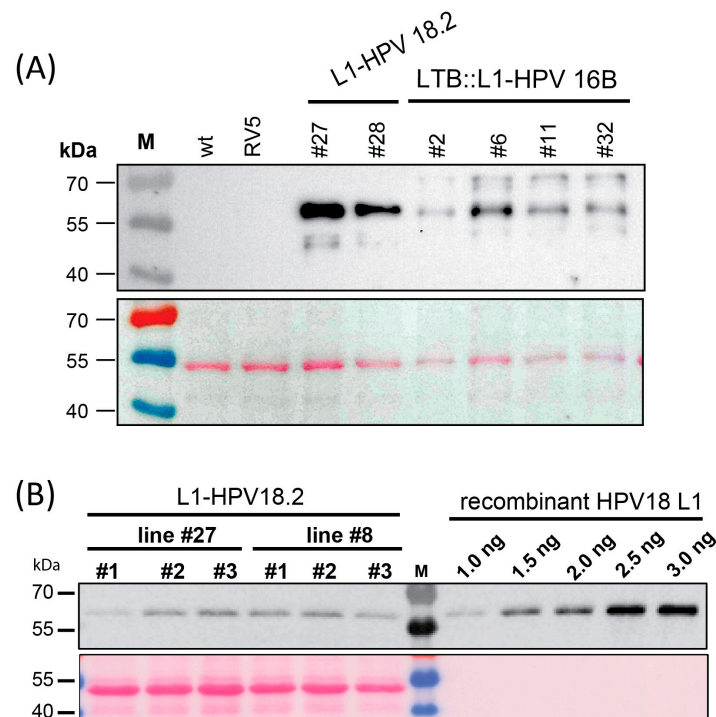 (A)
L1-HPV 18.2
LTB::L1-HPV 16B
kDa M wt RV5 #27 #28 #2 #6 #11 #32
70
55
40
70
55
40
(B)
L1-HPV18.2
recombinant HPV18 L1
line #27 line #8
kDa #1 #2 #3 #1 #2 #3 M 1.0 ng 1.5 ng 2.0 ng 2.5 ng 3.0 ng
70
55
55
40